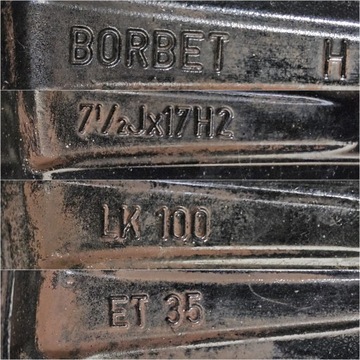 BORBET H
7½Jx17H2
LK 100
ET 35